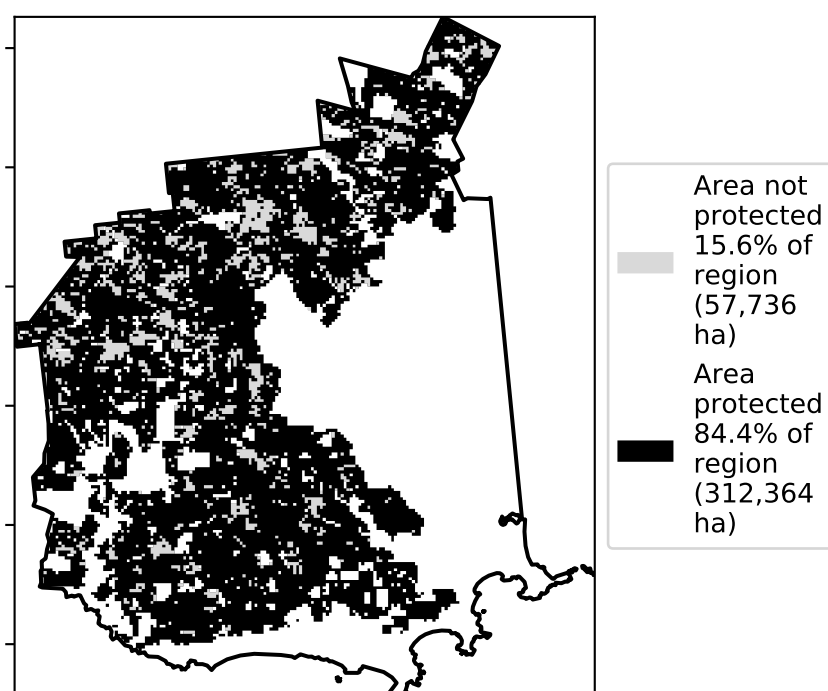 Area not
protected
15.6% of
region
(57,736
ha)
Area
protected
84.4% of
region
(312,364
ha)